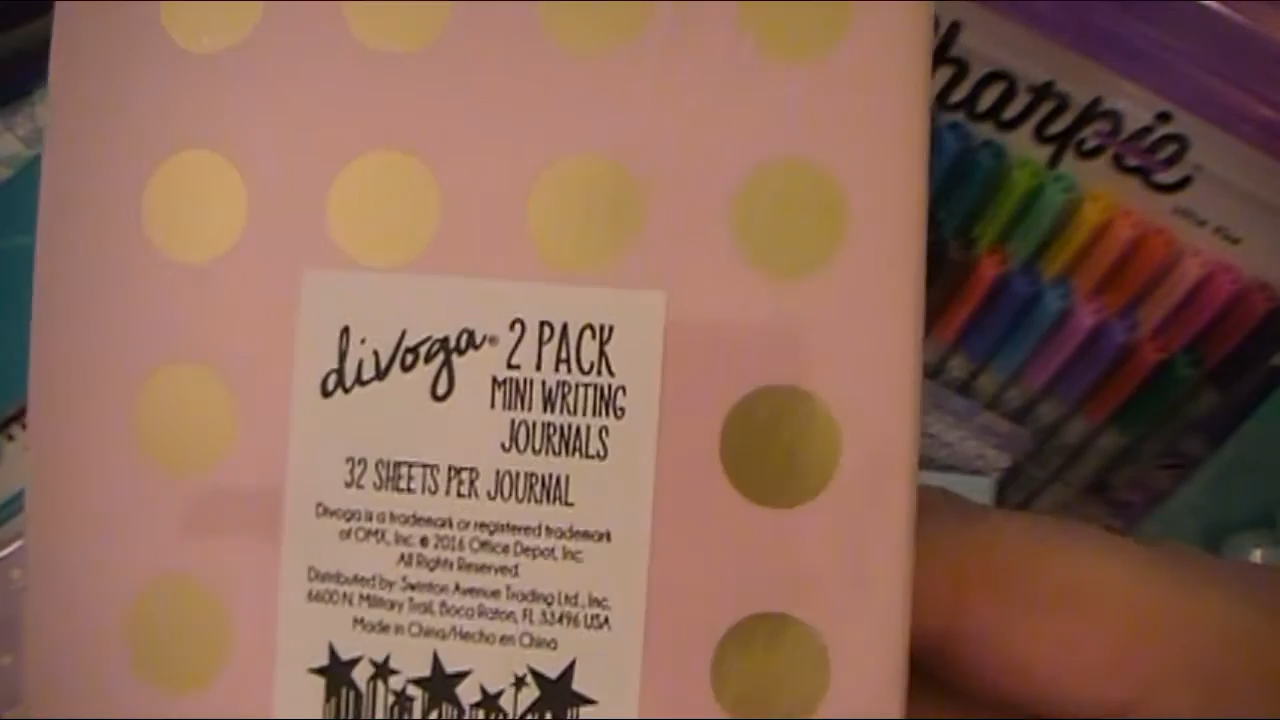 divoga® 2 PACK
MINI WRITING
JOURNALS
32 SHEETS PER JOURNAL
Divoga is a trademark or registered trademark
of OMX, Inc. © 2016 Office Depot, Inc.
All Rights Reserved.
Distributed by: Swinton Avenue Trading Ltd., Inc.
6600 N. Military Trail, Boca Raton, FL 33496 USA
Made in China/Hecho en China
Sharpie